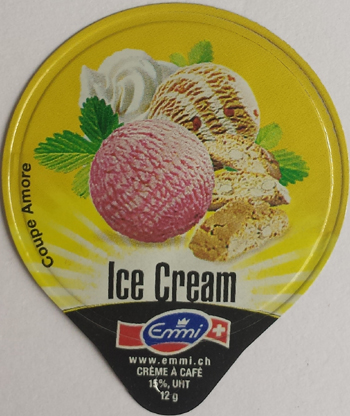 Coupe Amore
Ice Cream
Emmi
www.emmi.ch
CRÈME À CAFÉ
15%, UHT
12 g